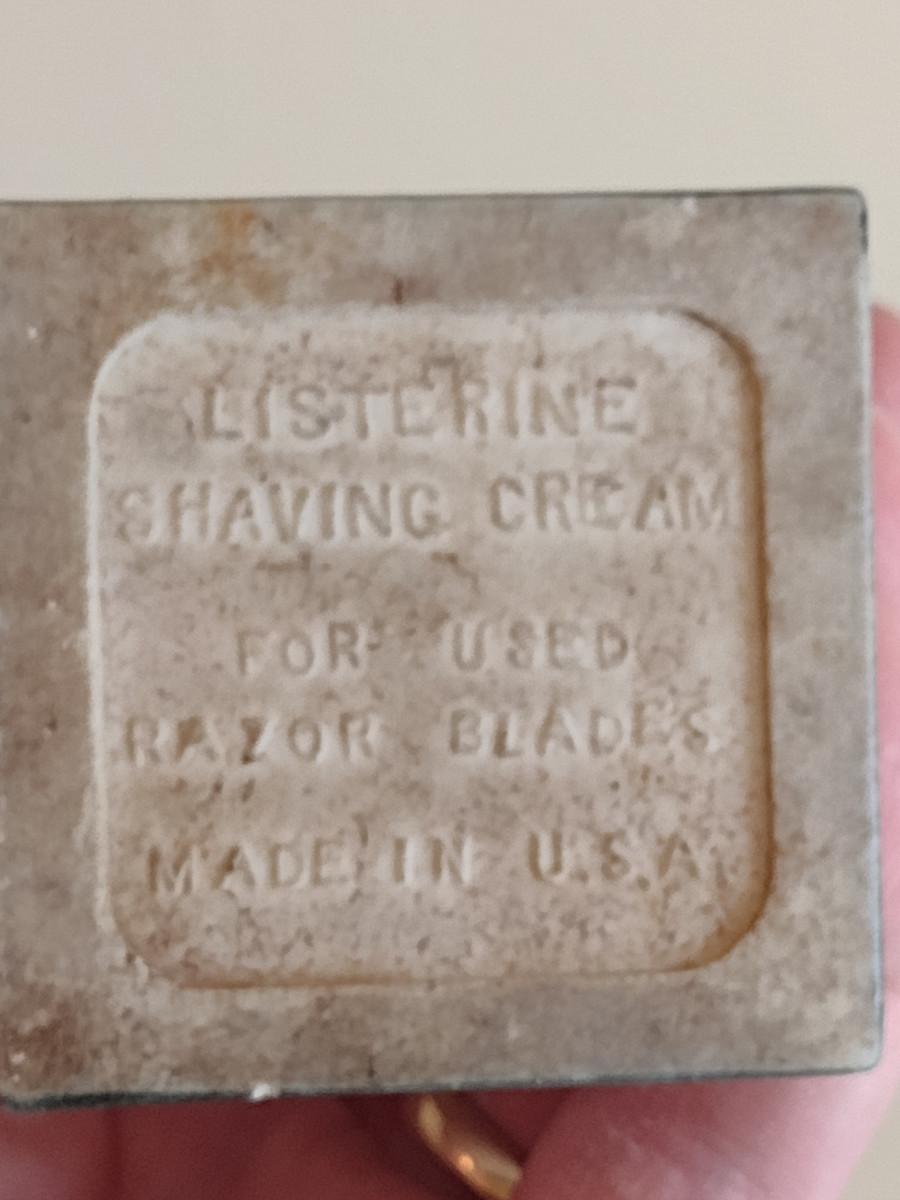 LISTERINE
SHAVING CREAM
FOR USED
RAZOR BLADES
MADE IN U.S.A